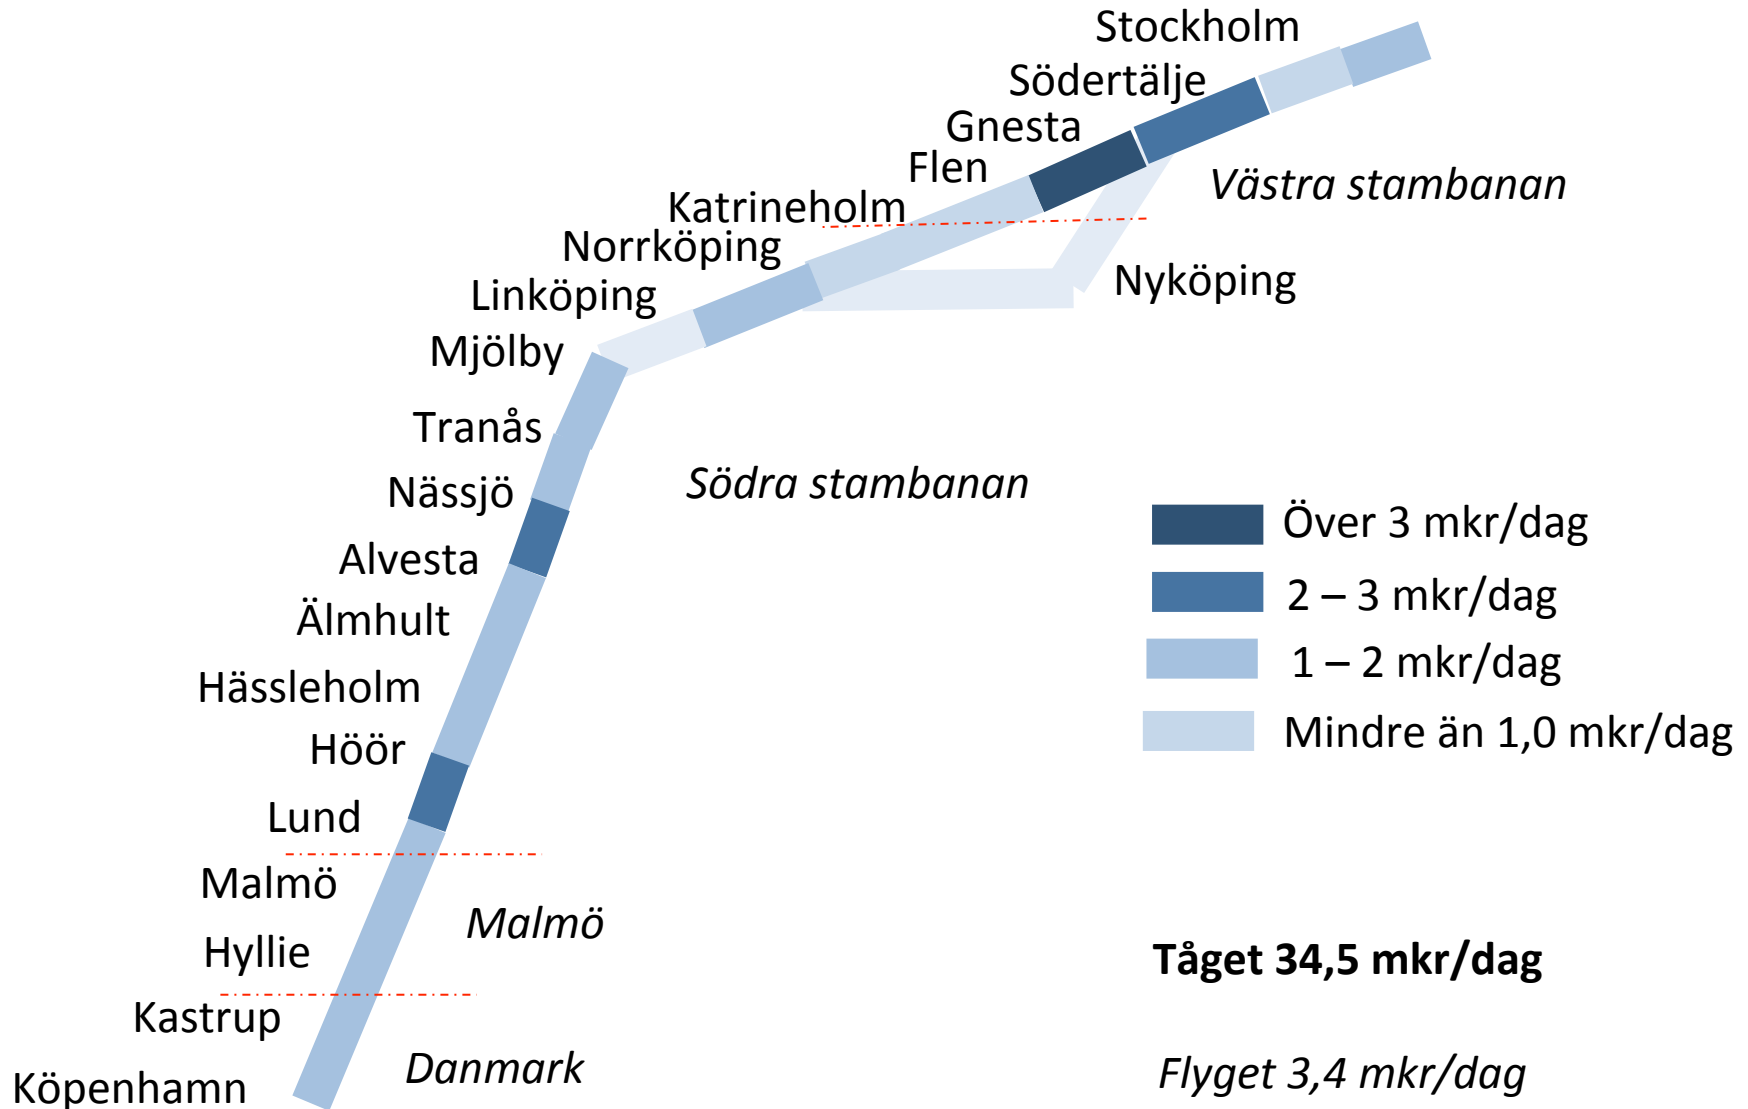 Stockholm
Södertälje
Gnesta
Flen
Västra stambanan
Katrineholm
Norrköping
Nyköping
Linköping
Mjölby
Tranås
Södra stambanan
Nässjö
Alvesta
Älmhult
Hässleholm
Höör
Lund
Malmö
Malmö
Hyllie
Kastrup
Danmark
Köpenhamn
Över 3 mkr/dag
2 – 3 mkr/dag
1 – 2 mkr/dag
Mindre än 1,0 mkr/dag
Tåget 34,5 mkr/dag
Flyget 3,4 mkr/dag